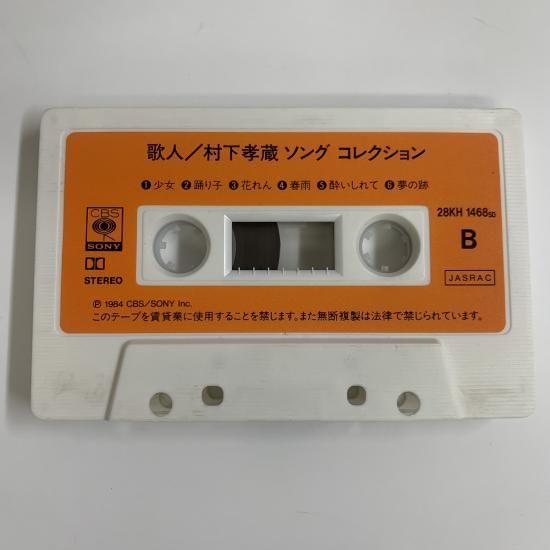 歌人／村下孝蔵 ソング コレクション
❶少女 ❷踊り子 ❸花れん ❹春雨 ❺酔いしれて ❻夢の跡
CBS
SONY
28KH 1468SD
B
STEREO
JASRAC
Ⓟ 1984 CBS／SONY Inc.
このテープを賃貸業に使用することを禁じます。また無断複製は法律で禁じられています。